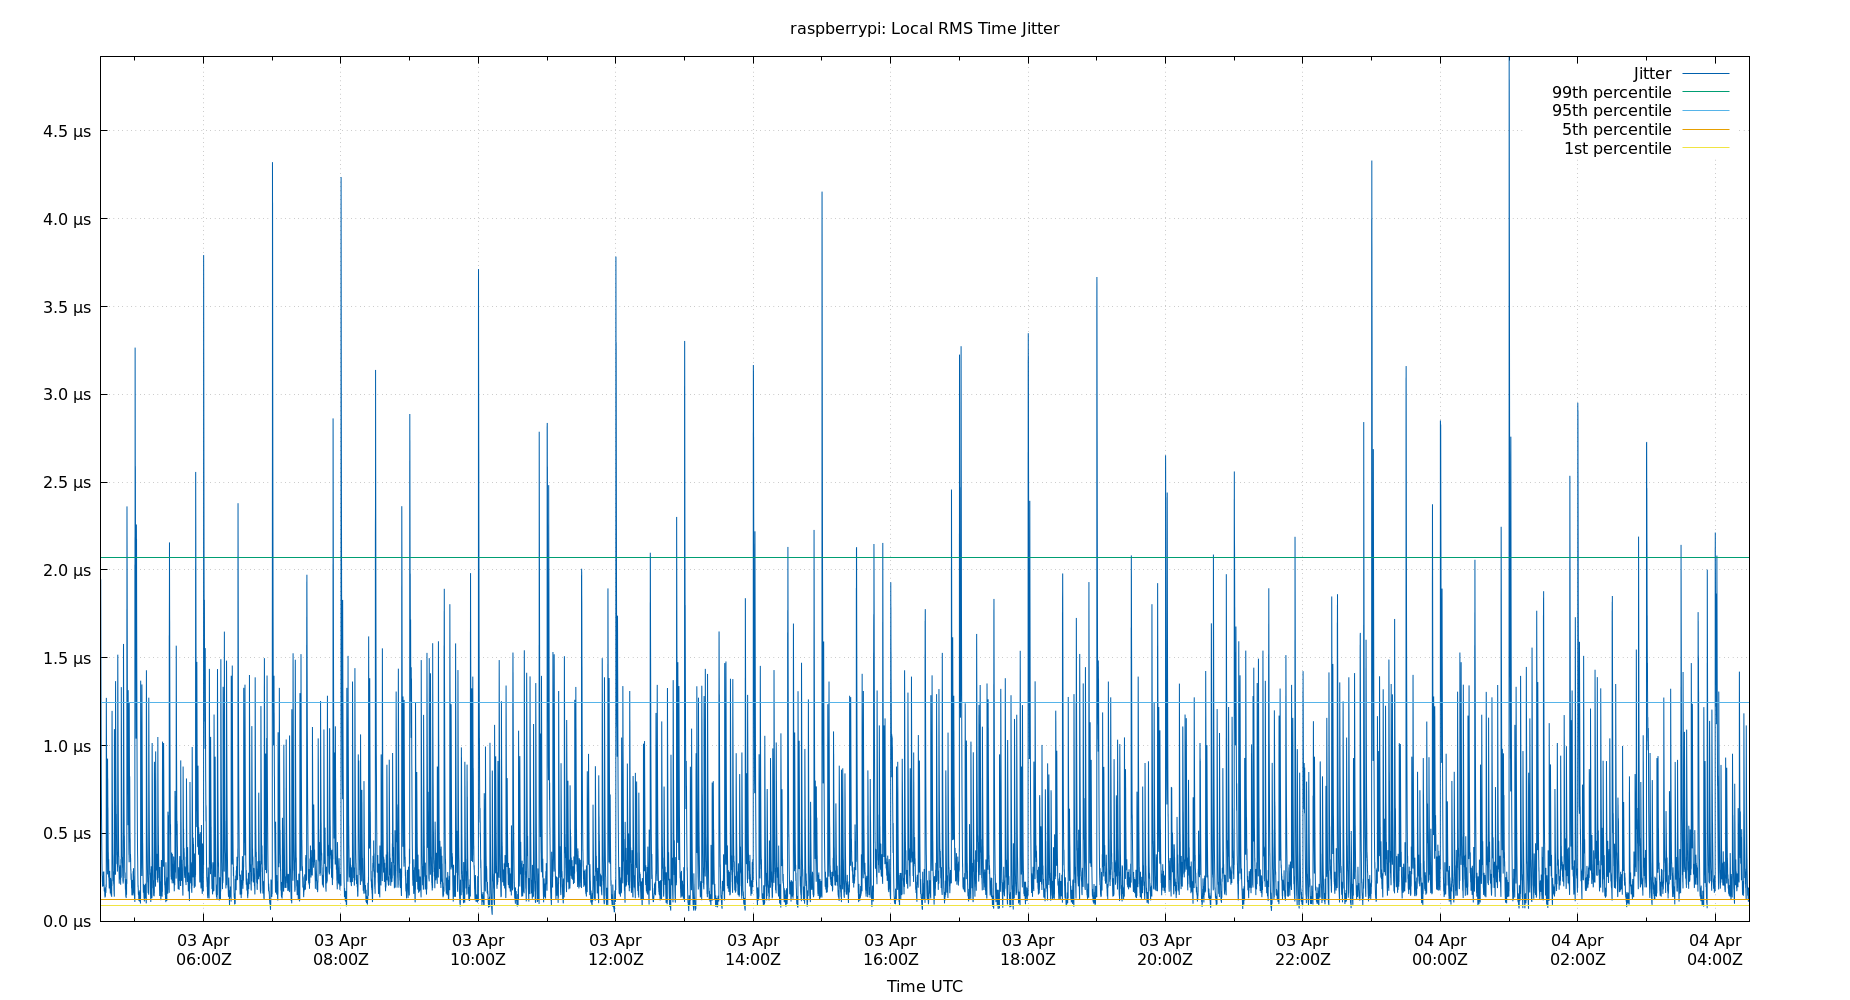 raspberrypi: Local RMS Time Jitter
Jitter
99th percentile
95th percentile
5th percentile
1st percentile
4.5 µs
4.0 µs
3.5 µs
3.0 µs
2.5 µs
2.0 µs
1.5 µs
1.0 µs
0.5 µs
0.0 µs
03 Apr 03 Apr 03 Apr 03 Apr 03 Apr 03 Apr 03 Apr 03 Apr 03 Apr 04 Apr 04 Apr 04 Apr
06:00Z 08:00Z 10:00Z 12:00Z 14:00Z 16:00Z 18:00Z 20:00Z 22:00Z 00:00Z 02:00Z 04:00Z
Time UTC